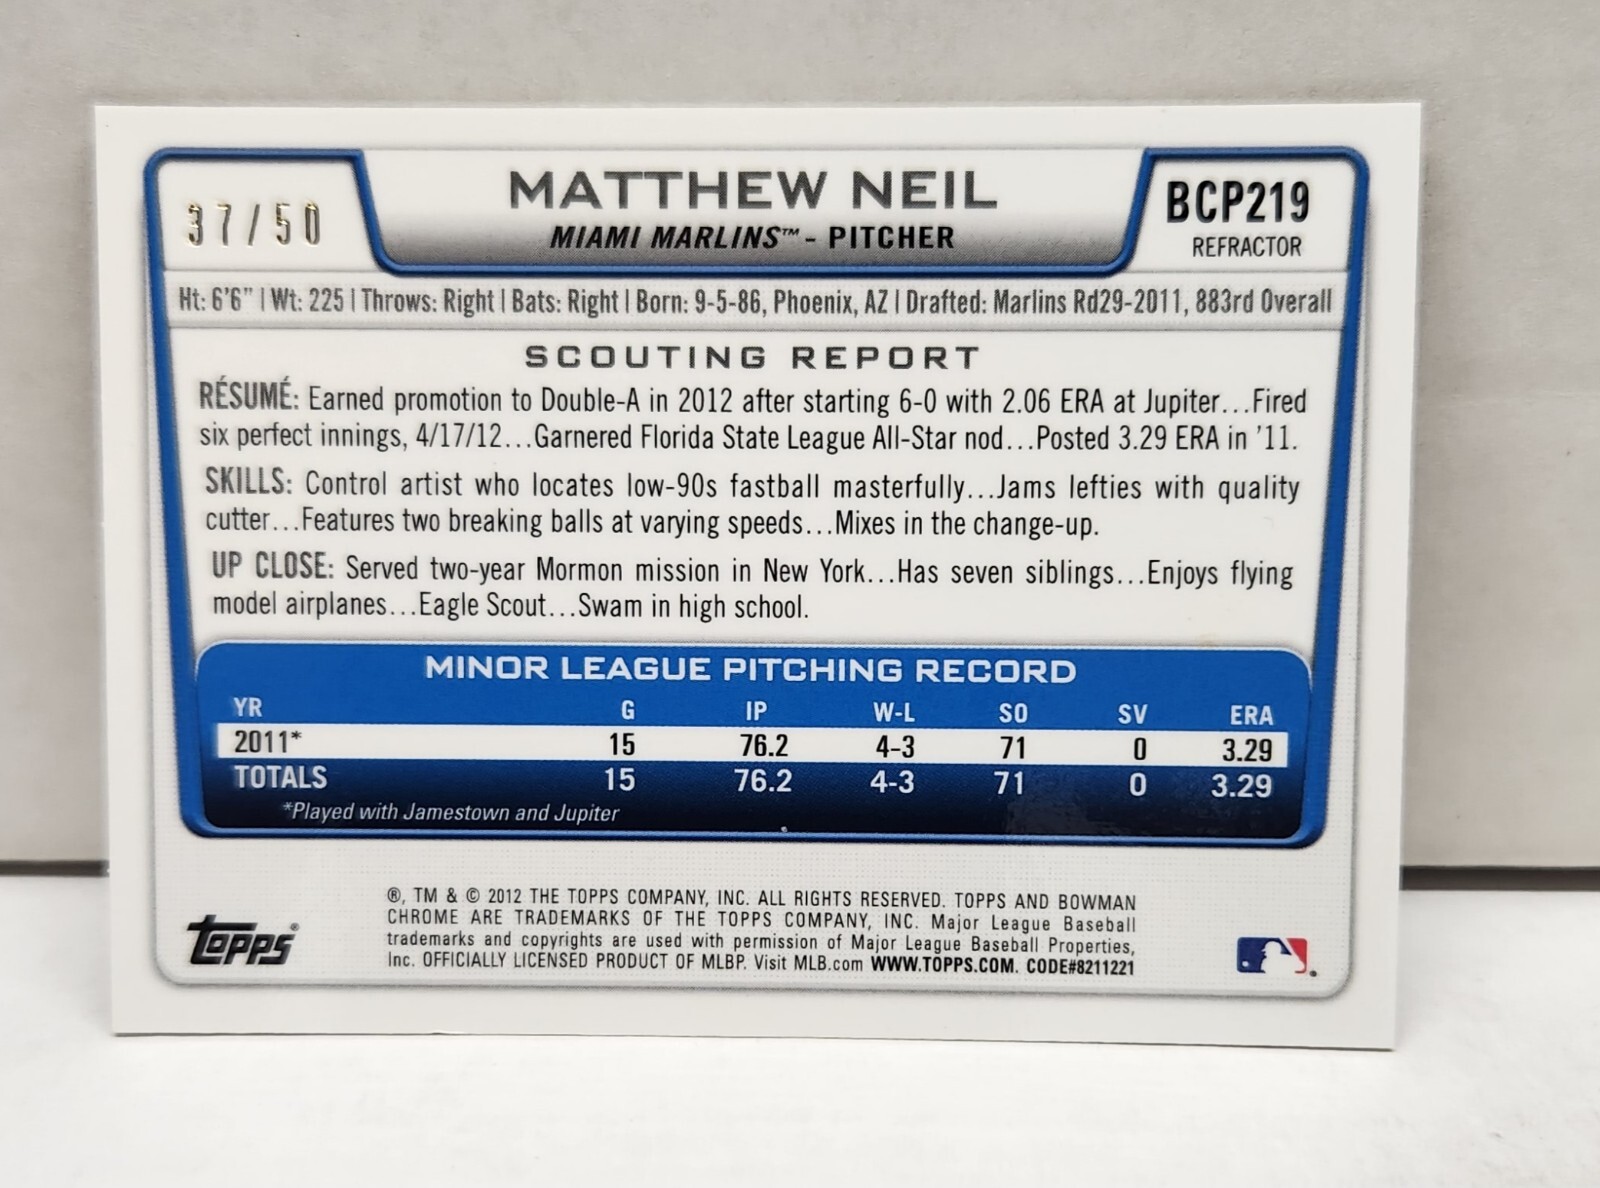 37/50
MATTHEW NEIL
MIAMI MARLINS™ - PITCHER
BCP219
REFRACTOR
Ht: 6'6" | Wt: 225 | Throws: Right | Bats: Right | Born: 9-5-86, Phoenix, AZ | Drafted: Marlins Rd29-2011, 883rd Overall
SCOUTING REPORT
RÉSUMÉ: Earned promotion to Double-A in 2012 after starting 6-0 with 2.06 ERA at Jupiter...Fired
six perfect innings, 4/17/12...Garnered Florida State League All-Star nod...Posted 3.29 ERA in '11.
SKILLS: Control artist who locates low-90s fastball masterfully...Jams lefties with quality
cutter...Features two breaking balls at varying speeds...Mixes in the change-up.
UP CLOSE: Served two-year Mormon mission in New York...Has seven siblings...Enjoys flying
model airplanes...Eagle Scout...Swam in high school.
MINOR LEAGUE PITCHING RECORD
YR G IP W-L SO SV ERA
2011* 15 76.2 4-3 71 0 3.29
TOTALS 15 76.2 4-3 71 0 3.29
*Played with Jamestown and Jupiter
®, TM & © 2012 THE TOPPS COMPANY, INC. ALL RIGHTS RESERVED. TOPPS AND BOWMAN
CHROME ARE TRADEMARKS OF THE TOPPS COMPANY, INC. Major League Baseball
trademarks and copyrights are used with permission of Major League Baseball Properties,
Inc. OFFICIALLY LICENSED PRODUCT OF MLBP. Visit MLB.com WWW.TOPPS.COM. CODE#8211221
Topps®